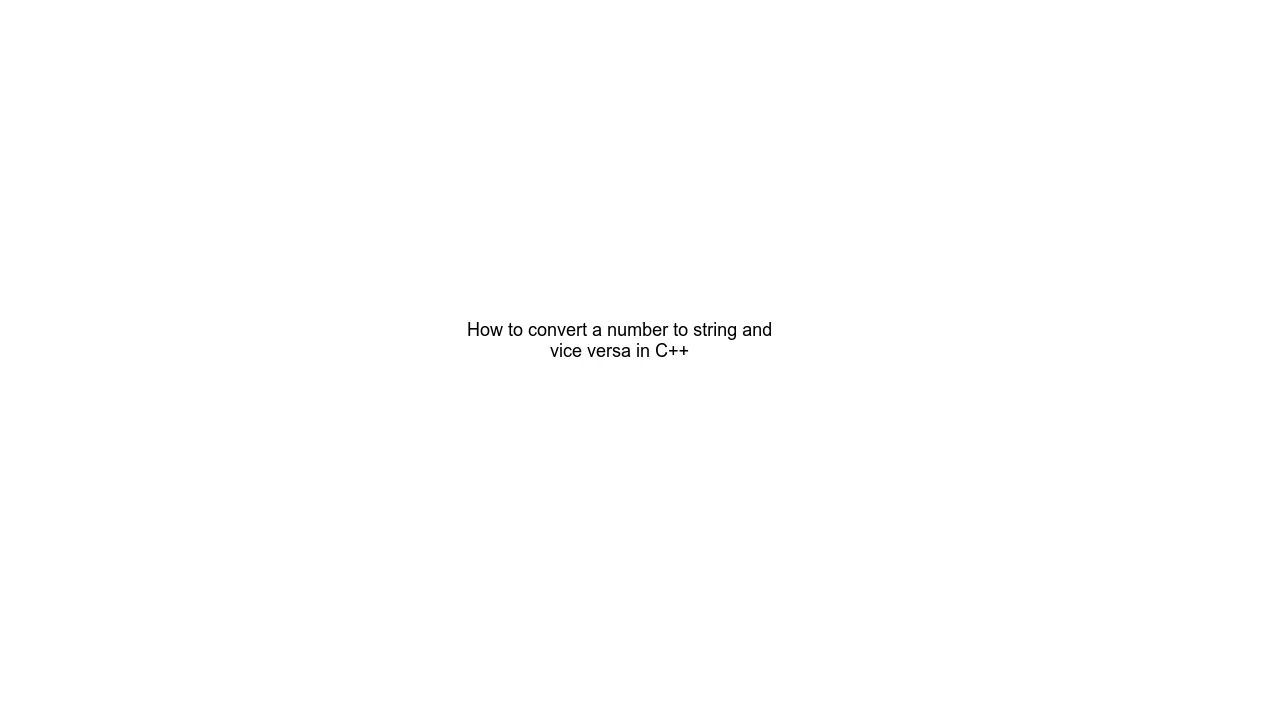 How to convert a number to string and
vice versa in C++